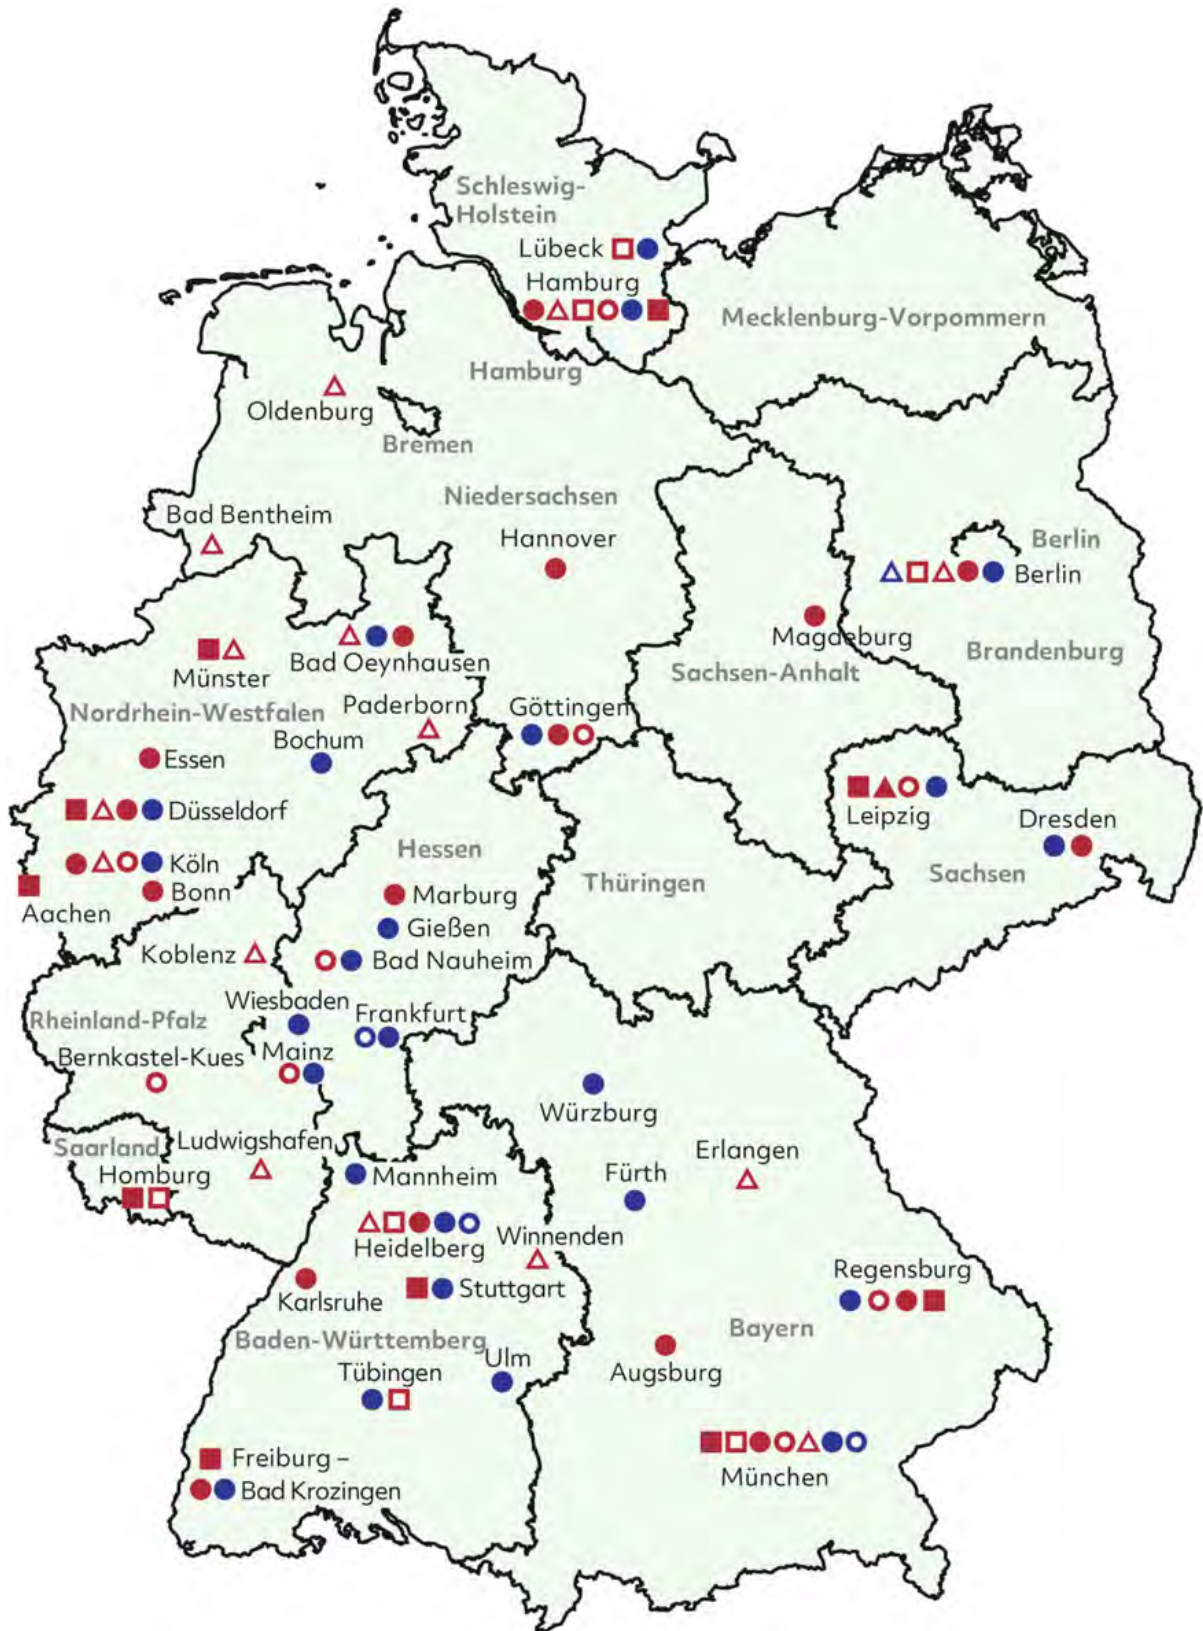 Schleswig-
Holstein
Lübeck
Hamburg
Mecklenburg-Vorpommern
Hamburg
Oldenburg
Bremen
Niedersachsen
Bad Bentheim
Hannover
Berlin
Berlin
Magdeburg
Bad Oeynhausen
Münster
Sachsen-Anhalt
Brandenburg
Nordrhein-Westfalen
Paderborn
Göttingen
Bochum
Essen
Düsseldorf
Leipzig
Dresden
Köln
Hessen
Thüringen
Sachsen
Bonn
Marburg
Aachen
Gießen
Koblenz
Bad Nauheim
Wiesbaden
Frankfurt
Rheinland-Pfalz
Mainz
Bernkastel-Kues
Würzburg
Saarland
Ludwigshafen
Homburg
Mannheim
Fürth
Erlangen
Heidelberg
Winnenden
Regensburg
Stuttgart
Karlsruhe
Baden-Württemberg
Bayern
Ulm
Tübingen
Augsburg
Freiburg –
Bad Krozingen
München